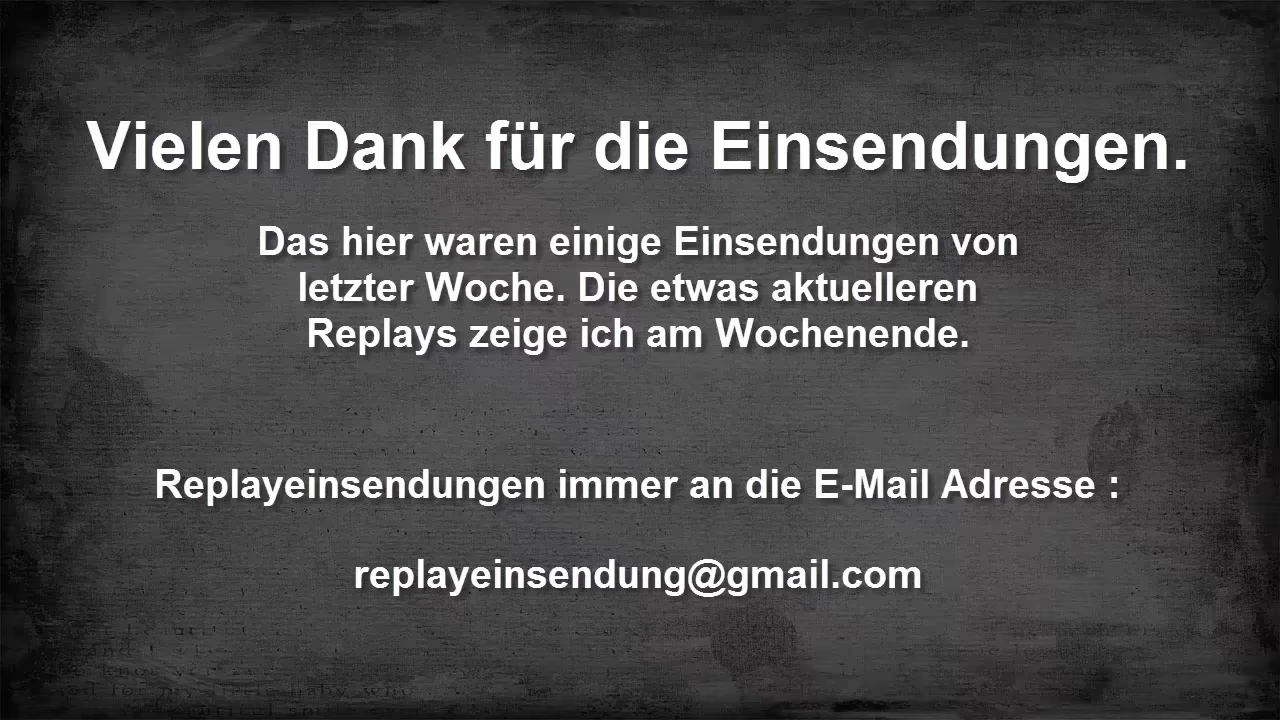 Vielen Dank für die Einsendungen.
Das hier waren einige Einsendungen von
letzter Woche. Die etwas aktuelleren
Replays zeige ich am Wochenende.
Replayeinsendungen immer an die E-Mail Adresse :
replayeinsendung@gmail.com